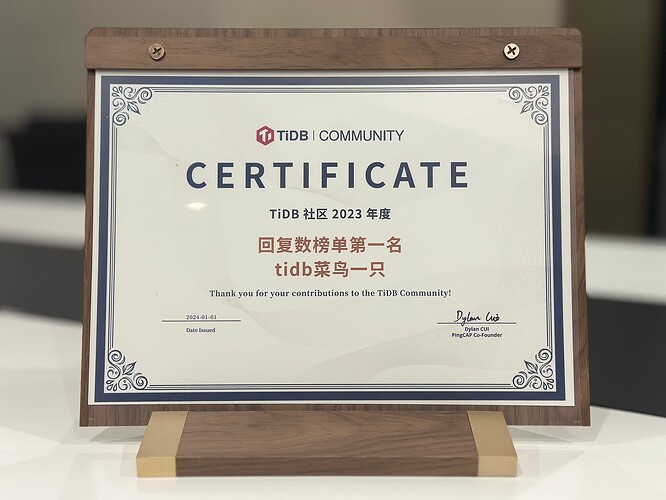 TiDB | COMMUNITY
CERTIFICATE
TiDB 社区 2023 年度
回复数榜单第一名
tidb菜鸟一只
Thank you for your contributions to the TiDB Community!
2024-01-01
Date Issued
Dylan Cui
Dylan CUI
PingCAP Co-Founder